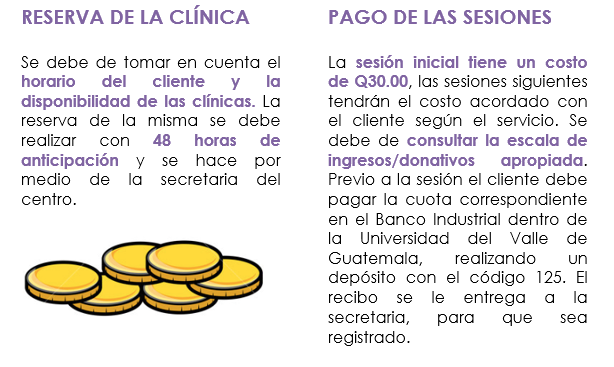 RESERVA DE LA CLÍNICA
Se debe de tomar en cuenta el
horario del cliente y la
disponibilidad de las clínicas. La
reserva de la misma se debe
realizar con 48 horas de
anticipación y se hace por
medio de la secretaria del
centro.
PAGO DE LAS SESIONES
La sesión inicial tiene un costo
de Q30.00, las sesiones siguientes
tendrán el costo acordado con
el cliente según el servicio. Se
debe de consultar la escala de
ingresos/donativos apropiada.
Previo a la sesión el cliente debe
pagar la cuota correspondiente
en el Banco Industrial dentro de
la Universidad del Valle de
Guatemala, realizando un
depósito con el código 125. El
recibo se le entrega a la
secretaria, para que sea
registrado.